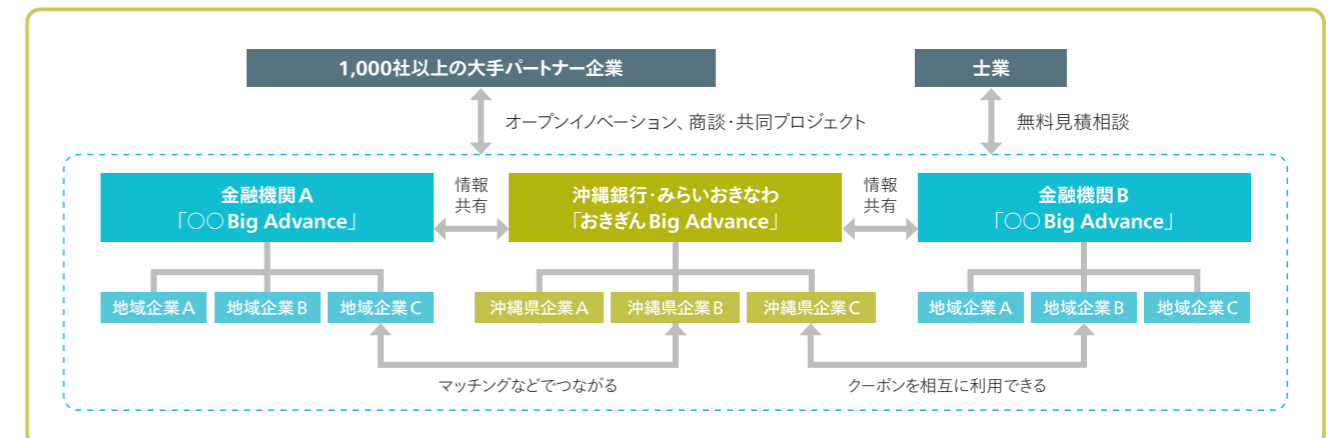 1,000社以上の大手パートナー企業
士業
オープンイノベーション、商談・共同プロジェクト
無料見積相談
金融機関A
「○○Big Advance」
情報
共有
沖縄銀行・みらいおきなわ
「おきぎんBig Advance」
情報
共有
金融機関B
「○○Big Advance」
地域企業A
地域企業B
地域企業C
沖縄県企業A
沖縄県企業B
沖縄県企業C
地域企業A
地域企業B
地域企業C
マッチングなどでつながる
クーポンを相互に利用できる